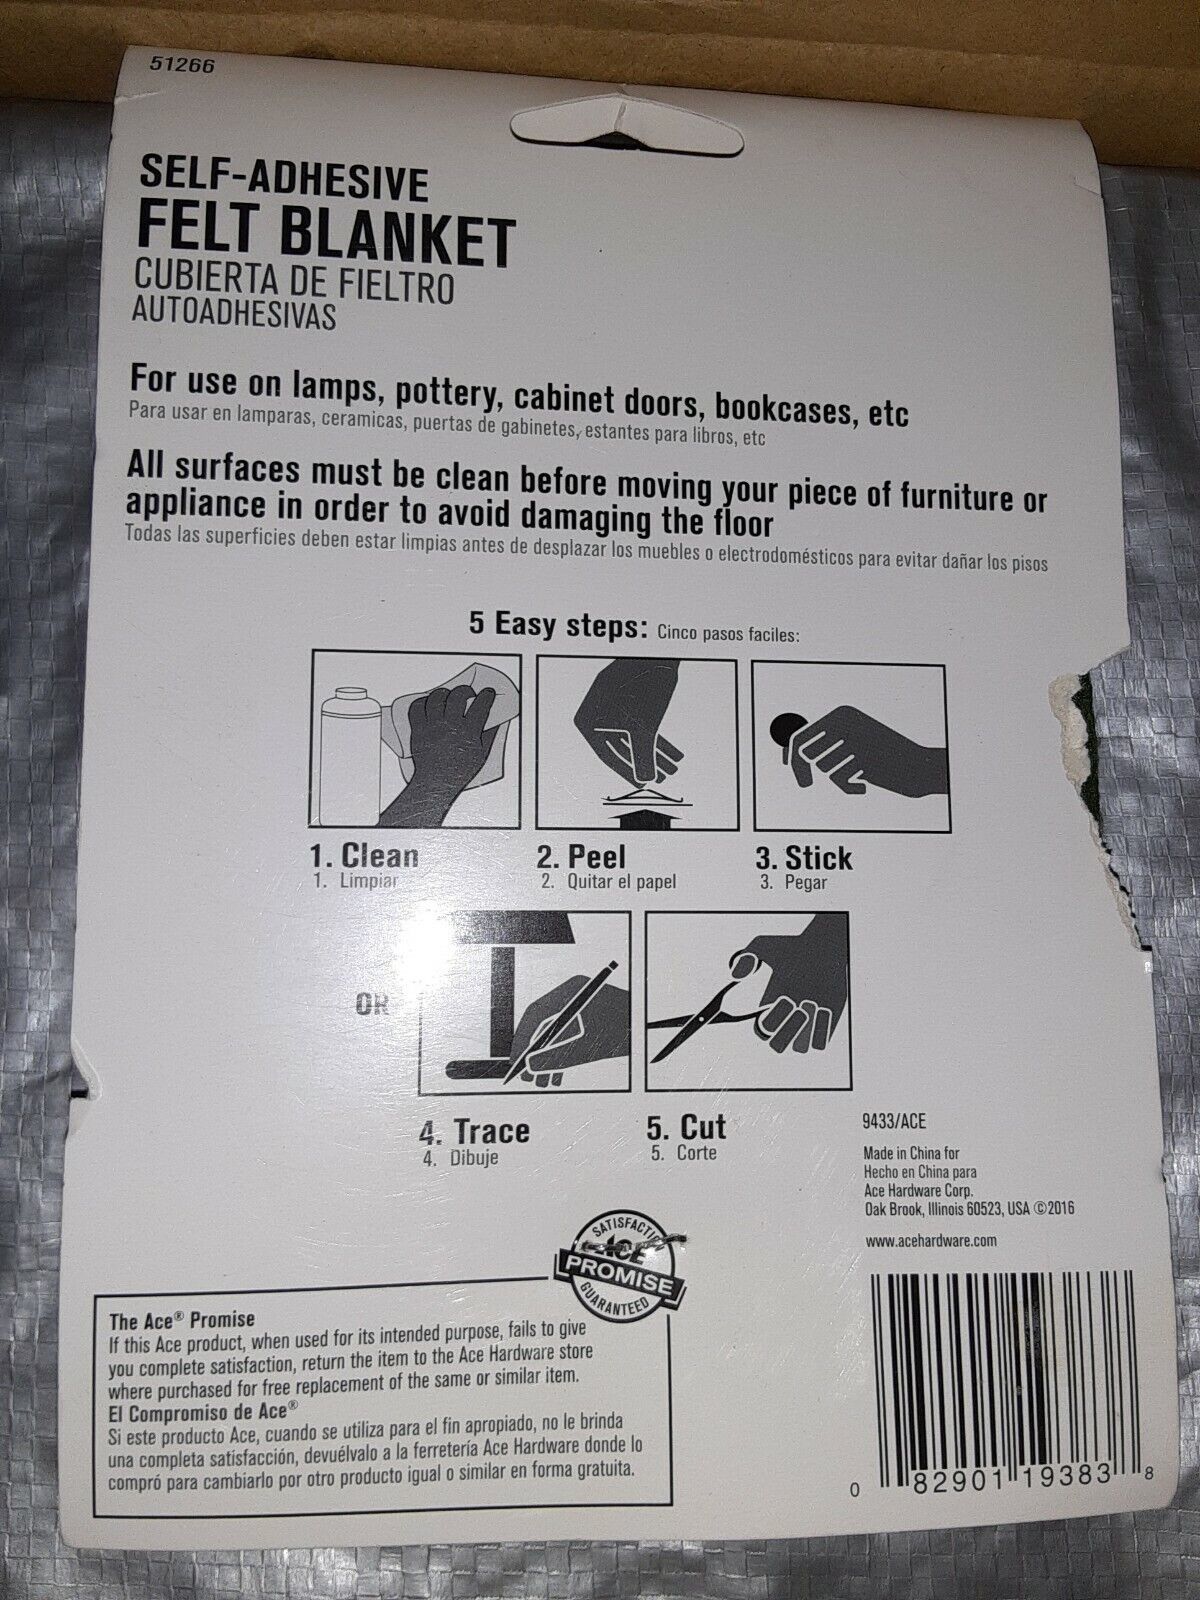 51266
SELF-ADHESIVE
FELT BLANKET
CUBIERTA DE FIELTRO
AUTOADHESIVAS
For use on lamps, pottery, cabinet doors, bookcases, etc
Para usar en lamparas, ceramicas, puertas de gabinetes, estantes para libros, etc
All surfaces must be clean before moving your piece of furniture or
appliance in order to avoid damaging the floor
Todas las superficies deben estar limpias antes de desplazar los muebles o electrodomésticos para evitar dañar los pisos
5 Easy steps: Cinco pasos faciles:
1. Clean
1. Limpiar
2. Peel
2. Quitar el papel
3. Stick
3. Pegar
OR
4. Trace
4. Dibuje
5. Cut
5. Corte
9433/ACE
Made in China for
Hecho en China para
Ace Hardware Corp.
Oak Brook, Illinois 60523, USA ©2016
www.acehardware.com
ACE
PROMISE
GUARANTEED
The Ace® Promise
If this Ace product, when used for its intended purpose, fails to give
you complete satisfaction, return the item to the Ace Hardware store
where purchased for free replacement of the same or similar item.
El Compromiso de Ace®
Si este producto Ace, cuando se utiliza para el fin apropiado, no le brinda
una completa satisfacción, devuélvalo a la ferretería Ace Hardware donde lo
compró para cambiarlo por otro producto igual o similar en forma gratuita.
0 82901 19383 8